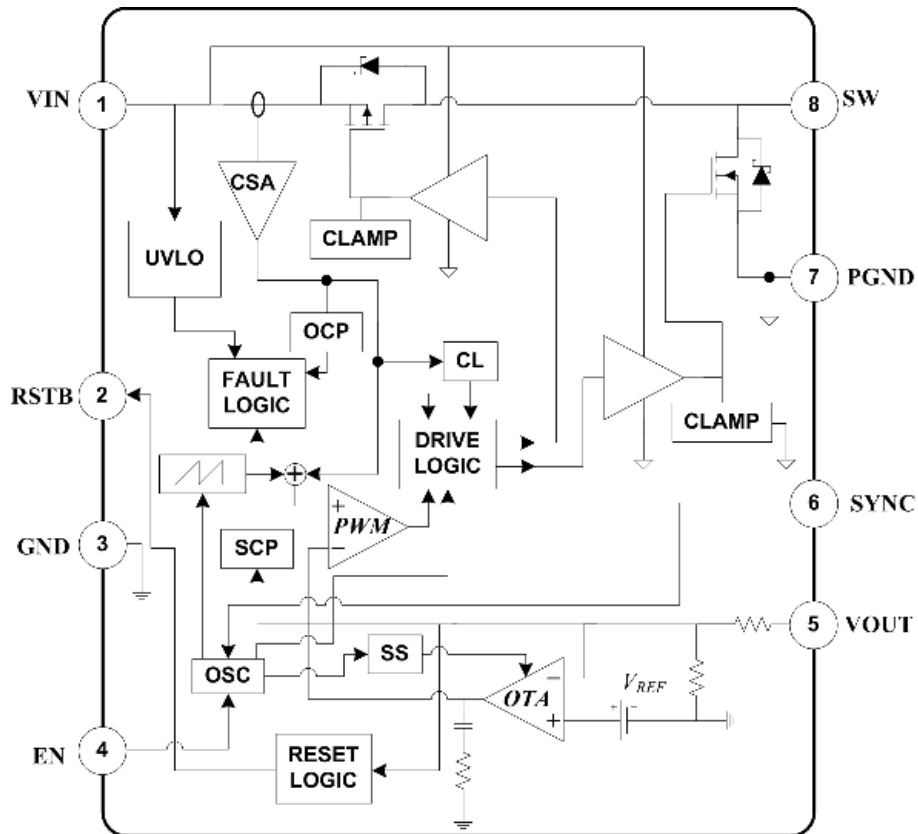 VIN 1
8 SW
CSA
CLAMP
UVLO
7 PGND
OCP
CL
FAULT
LOGIC
RSTB 2
CLAMP
DRIVE
LOGIC
+
6 SYNC
+
PWM
−
GND 3
SCP
5 VOUT
SS
OSC
−
OTA
+
VREF
+ −
EN 4
RESET
LOGIC